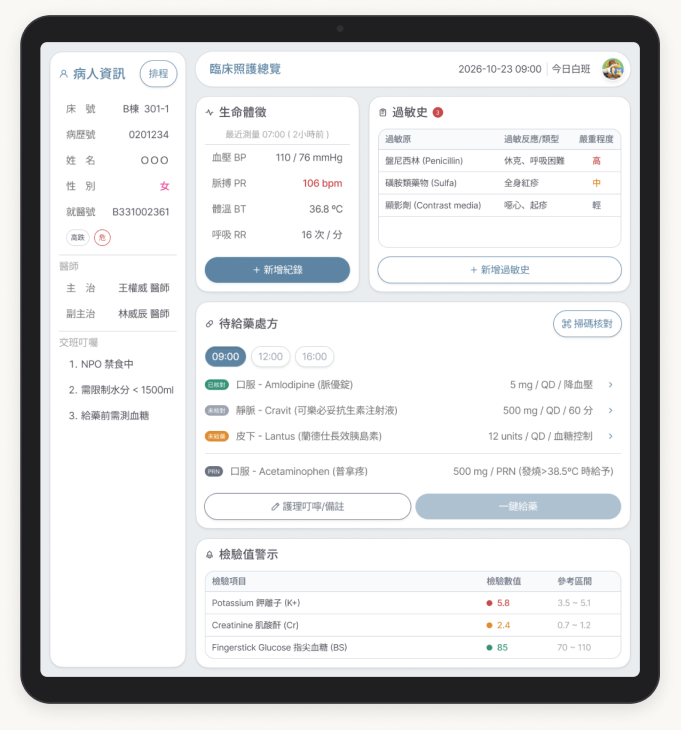 病人資訊
排程
床 號 B棟 301-1
病歷號 0201234
姓 名 OOO
性 別 女
就醫號 B331002361
高跌 危
醫師
主 治 王權威 醫師
副主治 林威辰 醫師
交班叮嚀
1. NPO 禁食中
2. 需限制水分 < 1500ml
3. 給藥前需測血糖
臨床照護總覽
2026-10-23 09:00 今日白班
生命體徵
最近測量 07:00 ( 2小時前 )
血壓 BP 110 / 76 mmHg
脈搏 PR 106 bpm
體溫 BT 36.8 ºC
呼吸 RR 16 次 / 分
+ 新增紀錄
過敏史 3
過敏原 過敏反應/類型 嚴重程度
盤尼西林 (Penicillin) 休克、呼吸困難 高
磺胺類藥物 (Sulfa) 全身紅疹 中
顯影劑 (Contrast media) 噁心、起疹 輕
+ 新增過敏史
待給藥處方
掃碼核對
09:00 12:00 16:00
已核對 口服 - Amlodipine (脈優錠) 5 mg / QD / 降血壓
未核對 靜脈 - Cravit (可樂必妥抗生素注射液) 500 mg / QD / 60 分
未給藥 皮下 - Lantus (蘭德仕長效胰島素) 12 units / QD / 血糖控制
PRN 口服 - Acetaminophen (普拿疼) 500 mg / PRN (發燒>38.5ºC 時給予)
護理叮嚀/備註
一鍵給藥
檢驗值警示
檢驗項目 檢驗數值 參考區間
Potassium 鉀離子 (K+) 5.8 3.5 ~ 5.1
Creatinine 肌酸酐 (Cr) 2.4 0.7 ~ 1.2
Fingerstick Glucose 指尖血糖 (BS) 85 70 ~ 110